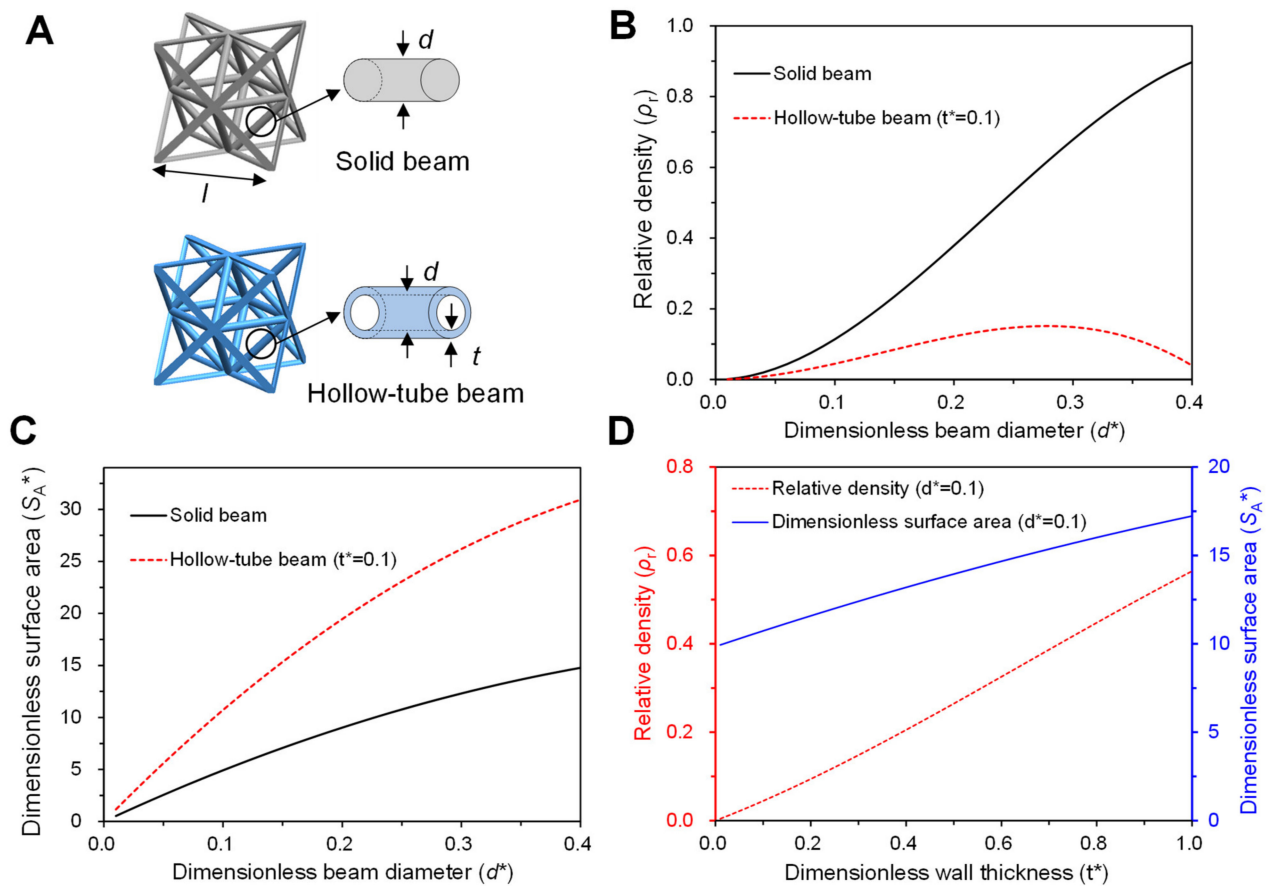 A
d
Solid beam
l
d
t
Hollow-tube beam
B
1.0
0.8
0.6
0.4
0.2
0.0
Relative density (ρr)
Solid beam
Hollow-tube beam (t*=0.1)
0.0 0.1 0.2 0.3 0.4
Dimensionless beam diameter (d*)
C
30
25
20
15
10
5
0
Dimensionless surface area (SA*)
Solid beam
Hollow-tube beam (t*=0.1)
0.0 0.1 0.2 0.3 0.4
Dimensionless beam diameter (d*)
D
0.8
0.6
0.4
0.2
0.0
Relative density (ρr)
Relative density (d*=0.1)
Dimensionless surface area (d*=0.1)
20
15
10
5
0
Dimensionless surface area (SA*)
0.0 0.2 0.4 0.6 0.8 1.0
Dimensionless wall thickness (t*)